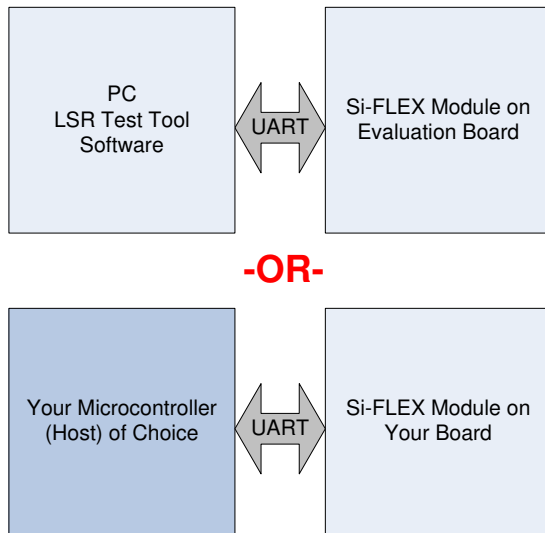 PC
LSR Test Tool
Software
UART
Si-FLEX Module on
Evaluation Board
-OR-
Your Microcontroller
(Host) of Choice
UART
Si-FLEX Module on
Your Board